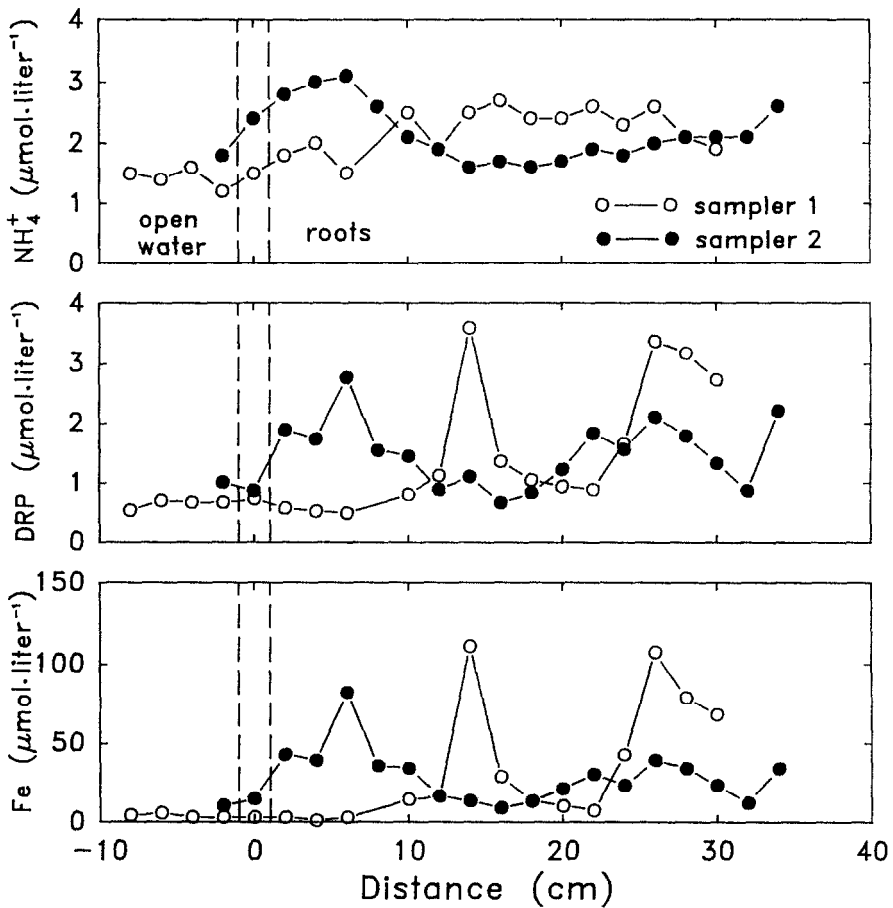 NH₄⁺ (μmol·liter⁻¹)
4
3
2
1
0
open
water
roots
sampler 1
sampler 2
DRP (μmol·liter⁻¹)
4
3
2
1
0
Fe (μmol·liter⁻¹)
150
100
50
0
−10
0
10
20
30
40
Distance (cm)